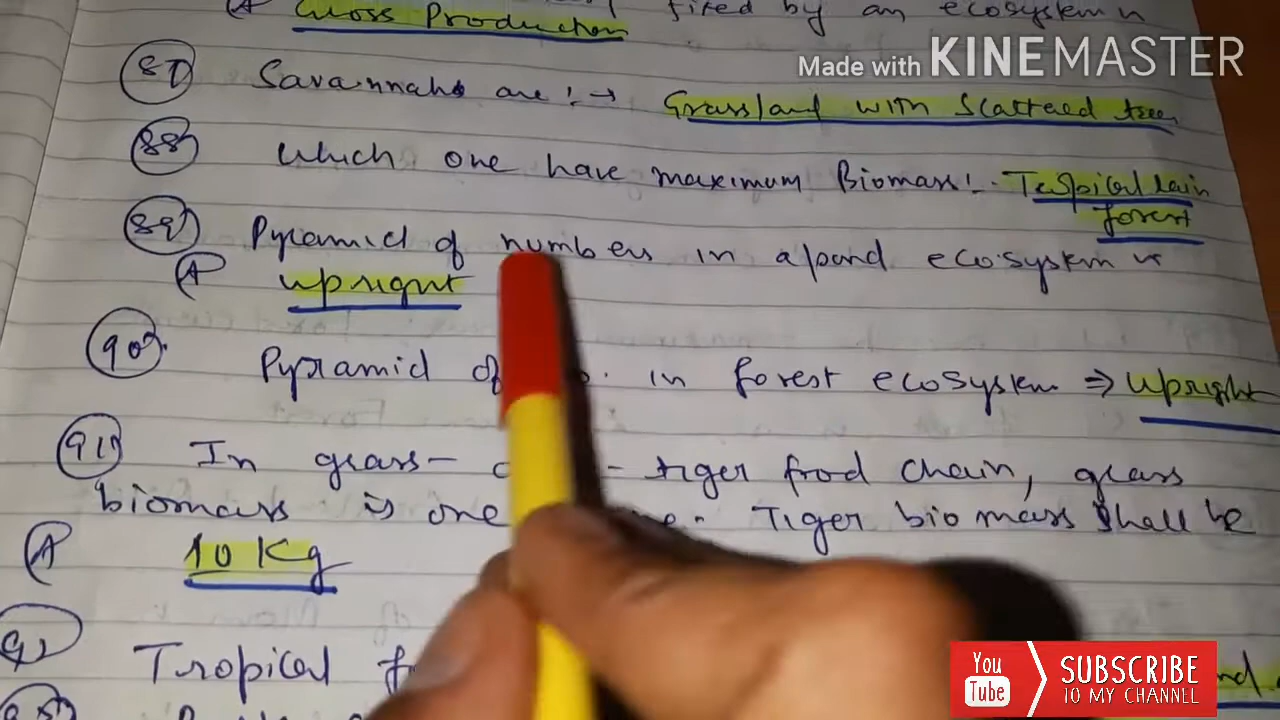 Gross Production fixed by an ecosystem is
Made with KINEMASTER
87 Savannahs are :→ Grassland with scattered trees
88 which one have maximum Biomass:- Tropical rain
forest
89 Pyramid of numbers in a pond ecosystem is
A upright
90 Pyramid of no. in forest ecosystem ⇒ upright
91 In grass- - tiger food chain, grass
biomass is one Tiger biomass shall be
A 10 Kg
92 Tropical
You Tube SUBSCRIBE
TO MY CHANNEL